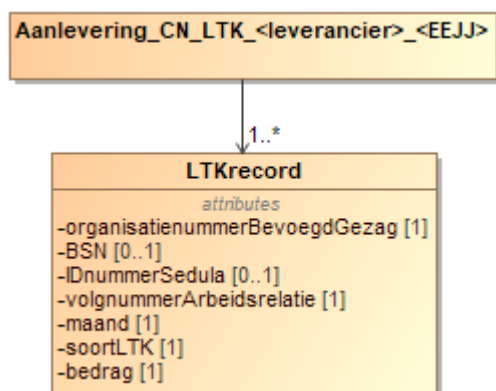 Aanlevering_CN_LTK_<leverancier>_<EEJJ>
1..*
LTKrecord
attributes
-organisatienummerBevoegdGezag [1]
-BSN [0..1]
-IDnummerSedula [0..1]
-volgnummerArbeidsrelatie [1]
-maand [1]
-soortLTK [1]
-bedrag [1]